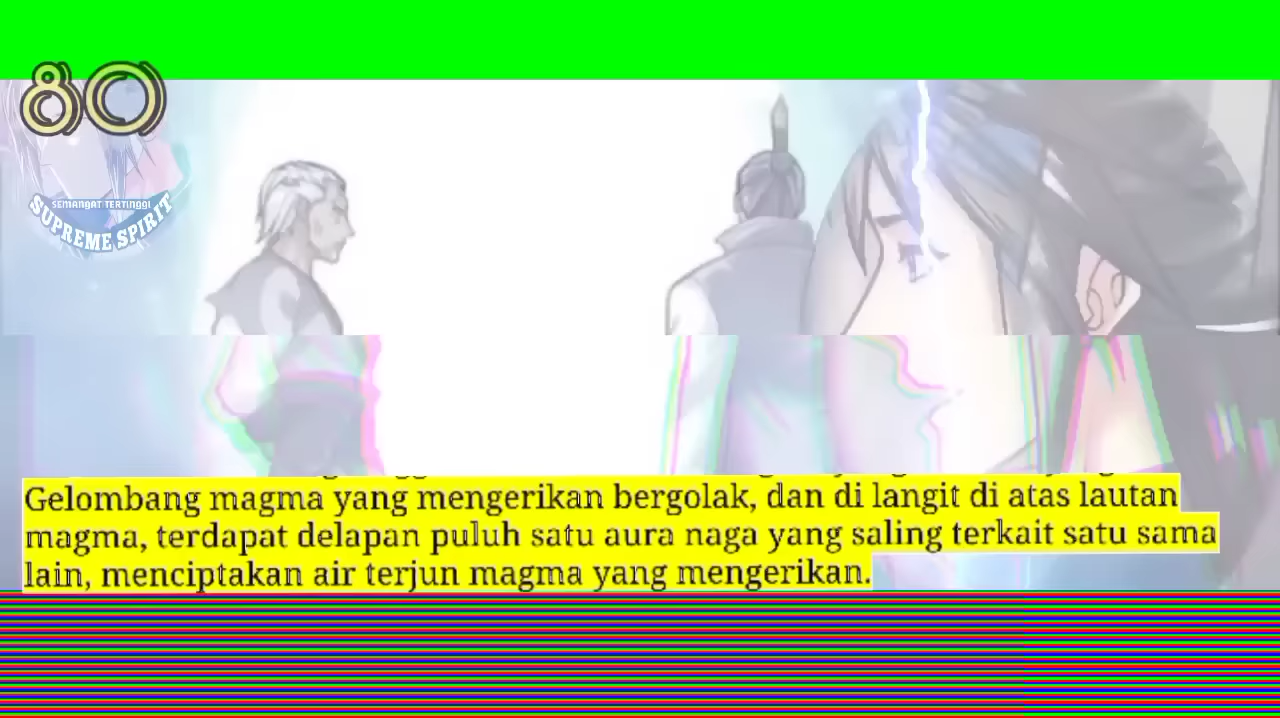 80
SEMANGAT TERTINGGI
SUPREME SPIRIT
Gelombang magma yang mengerikan bergolak, dan di langit di atas lautan
magma, terdapat delapan puluh satu aura naga yang saling terkait satu sama
lain, menciptakan air terjun magma yang mengerikan.